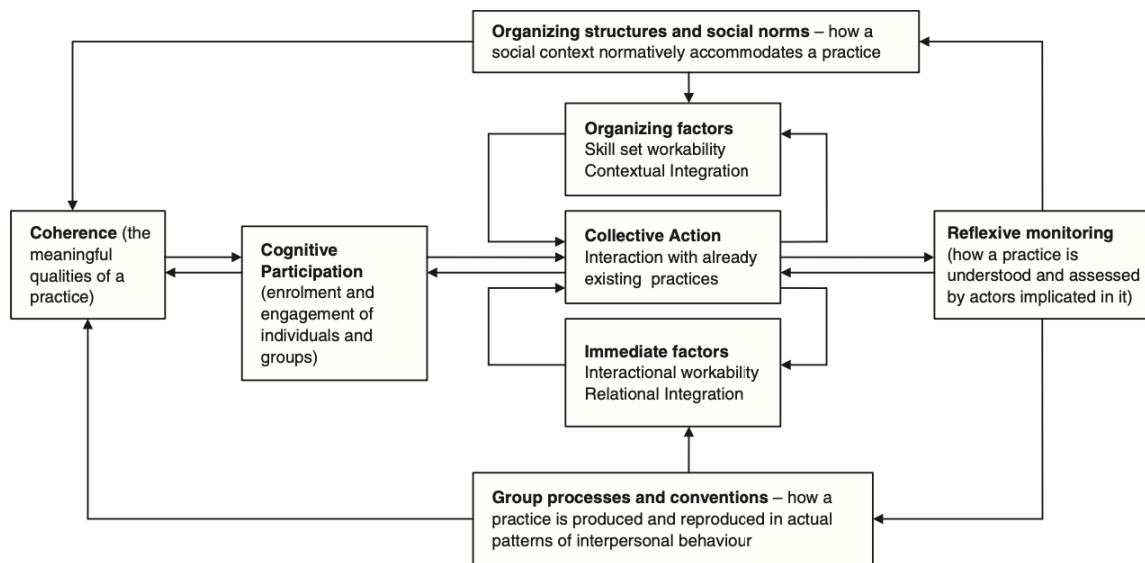 Organizing structures and social norms – how a
social context normatively accommodates a practice
Organizing factors
Skill set workability
Contextual Integration
Coherence (the
meaningful
qualities of a
practice)
Cognitive
Participation
(enrolment and
engagement of
individuals and
groups)
Collective Action
Interaction with already
existing practices
Reflexive monitoring
(how a practice is
understood and assessed
by actors implicated in it)
Immediate factors
Interactional workability
Relational Integration
Group processes and conventions – how a
practice is produced and reproduced in actual
patterns of interpersonal behaviour